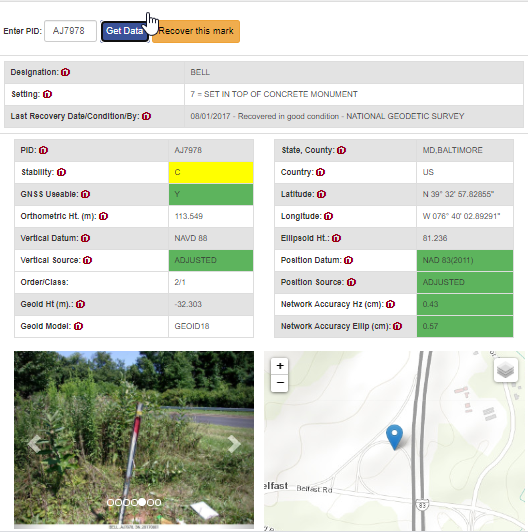 Enter PID: AJ7978 Get Data Recover this mark
Designation: BELL
Setting: 7 = SET IN TOP OF CONCRETE MONUMENT
Last Recovery Date/Condition/By: 08/01/2017 - Recovered in good condition - NATIONAL GEODETIC SURVEY
PID: AJ7978
Stability: C
GNSS Useable: Y
Orthometric Ht. (m): 113.549
Vertical Datum: NAVD 88
Vertical Source: ADJUSTED
Order/Class: 2/1
Geoid Ht (m).: -32.303
Geoid Model: GEOID18
State, County: MD,BALTIMORE
Country: US
Latitude: N 39° 32' 57.82855"
Longitude: W 076° 40' 02.89291"
Ellipsoid Ht.: 81.236
Position Datum: NAD 83(2011)
Position Source: ADJUSTED
Network Accuracy Hz (cm): 0.43
Network Accuracy Ellip (cm): 0.57
+
−
elfast Belfast Rd
83